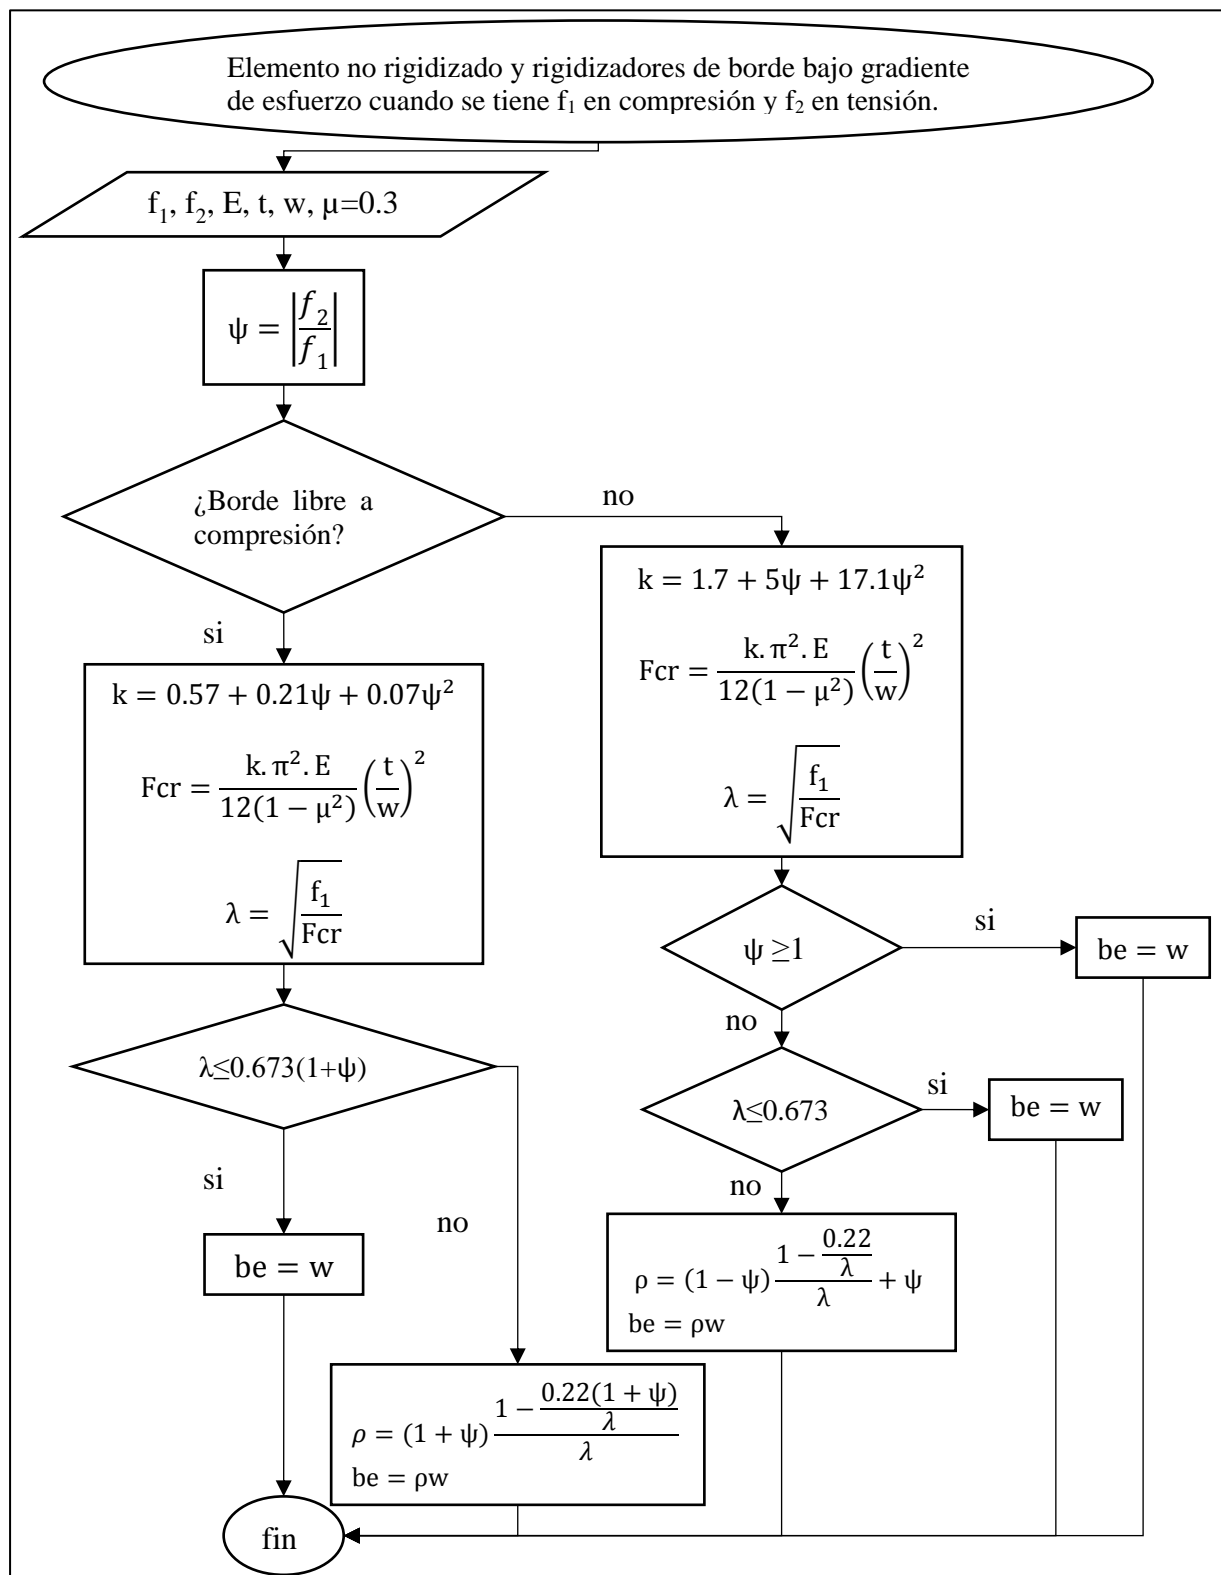 Elemento no rigidizado y rigidizadores de borde bajo gradiente
de esfuerzo cuando se tiene f₁ en compresión y f₂ en tensión.
f₁, f₂, E, t, w, µ=0.3
ψ = |f₂/f₁|
¿Borde libre a
compresión?
no
si
k = 0.57 + 0.21ψ + 0.07ψ²
Fcr = k. π². E / 12(1 − µ²) (t/w)²
λ = √(f₁/Fcr)
λ≤0.673(1+ψ)
si
no
be = w
ρ = (1 + ψ) (1 − 0.22(1 + ψ)/λ)/λ
be = ρw
k = 1.7 + 5ψ + 17.1ψ²
Fcr = k. π². E / 12(1 − µ²) (t/w)²
λ = √(f₁/Fcr)
ψ ≥1
si
be = w
no
λ≤0.673
si
be = w
no
ρ = (1 − ψ) (1 − 0.22/λ)/λ + ψ
be = ρw
fin